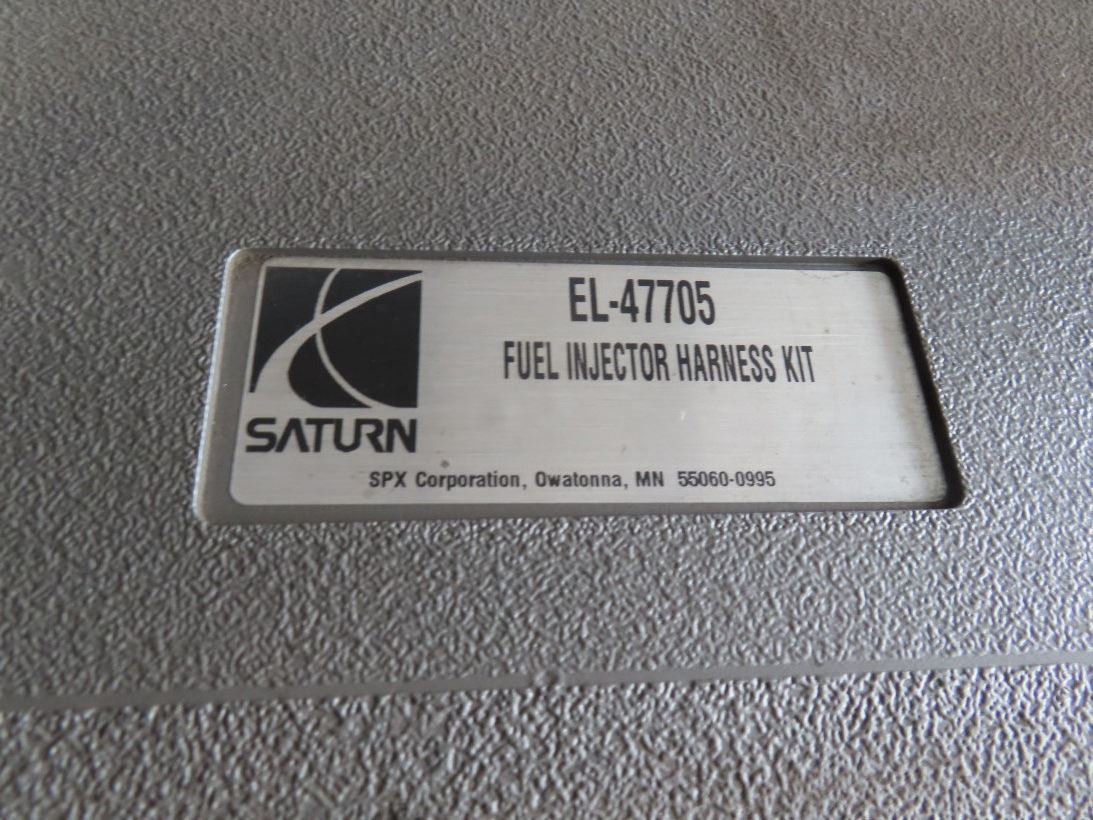 EL-47705
FUEL INJECTOR HARNESS KIT
SATURN
SPX Corporation, Owatonna, MN 55060-0995